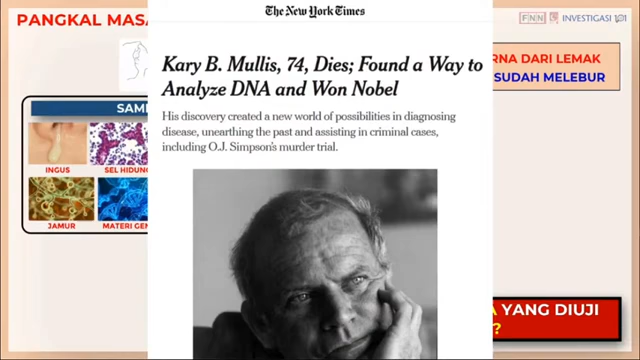 The New York Times
PANGKAL MASA
FNN
INVESTIGASI 101
Kary B. Mullis, 74, Dies; Found a Way to
Analyze DNA and Won Nobel
His discovery created a new world of possibilities in diagnosing
disease, unearthing the past and assisting in criminal cases,
including O.J. Simpson's murder trial.
RNA DARI LEMAK
SUDAH MELEBUR
SAM
INGUS
SEL HIDUNG
JAMUR
MATERI GEN
YANG DIUJI
?